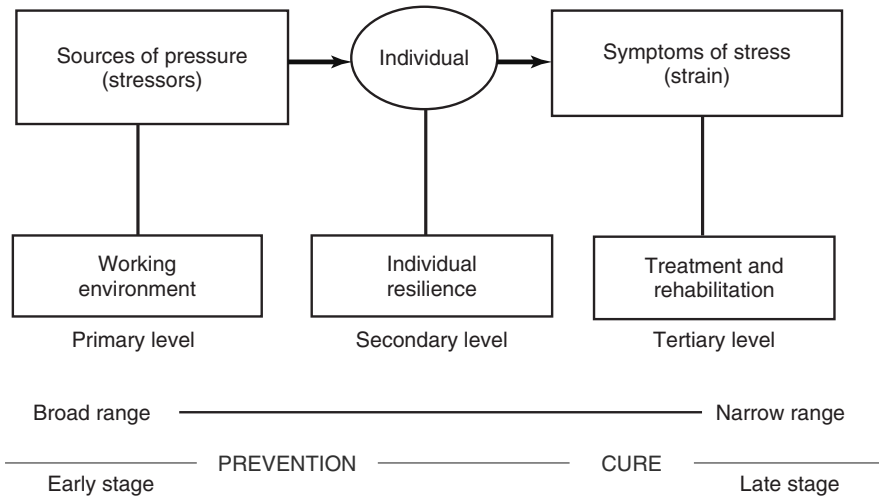 Sources of pressure
(stressors)
Individual
Symptoms of stress
(strain)
Working
environment
Individual
resilience
Treatment and
rehabilitation
Primary level
Secondary level
Tertiary level
Broad range
Narrow range
PREVENTION
CURE
Early stage
Late stage